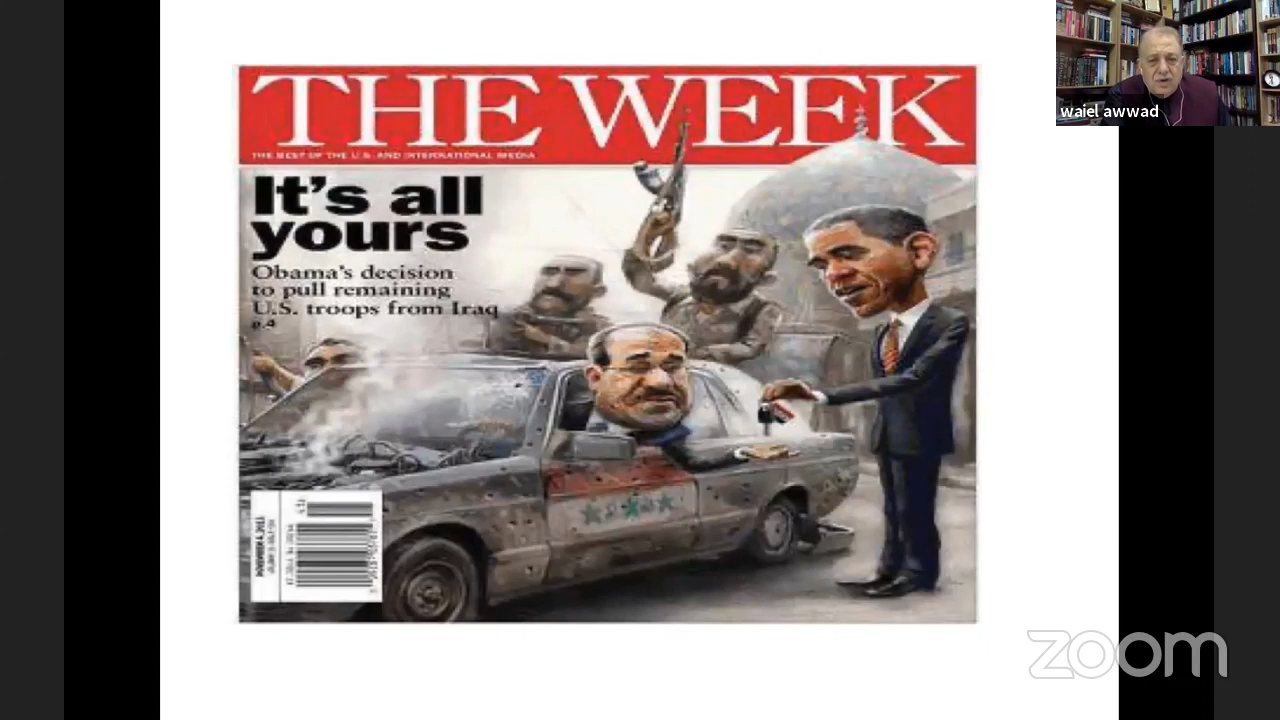 THE WEEK
THE BEST OF THE U.S. AND INTERNATIONAL MEDIA
It's all
yours
Obama's decision
to pull remaining
U.S. troops from Iraq
p.4
waiel awwad
zoom